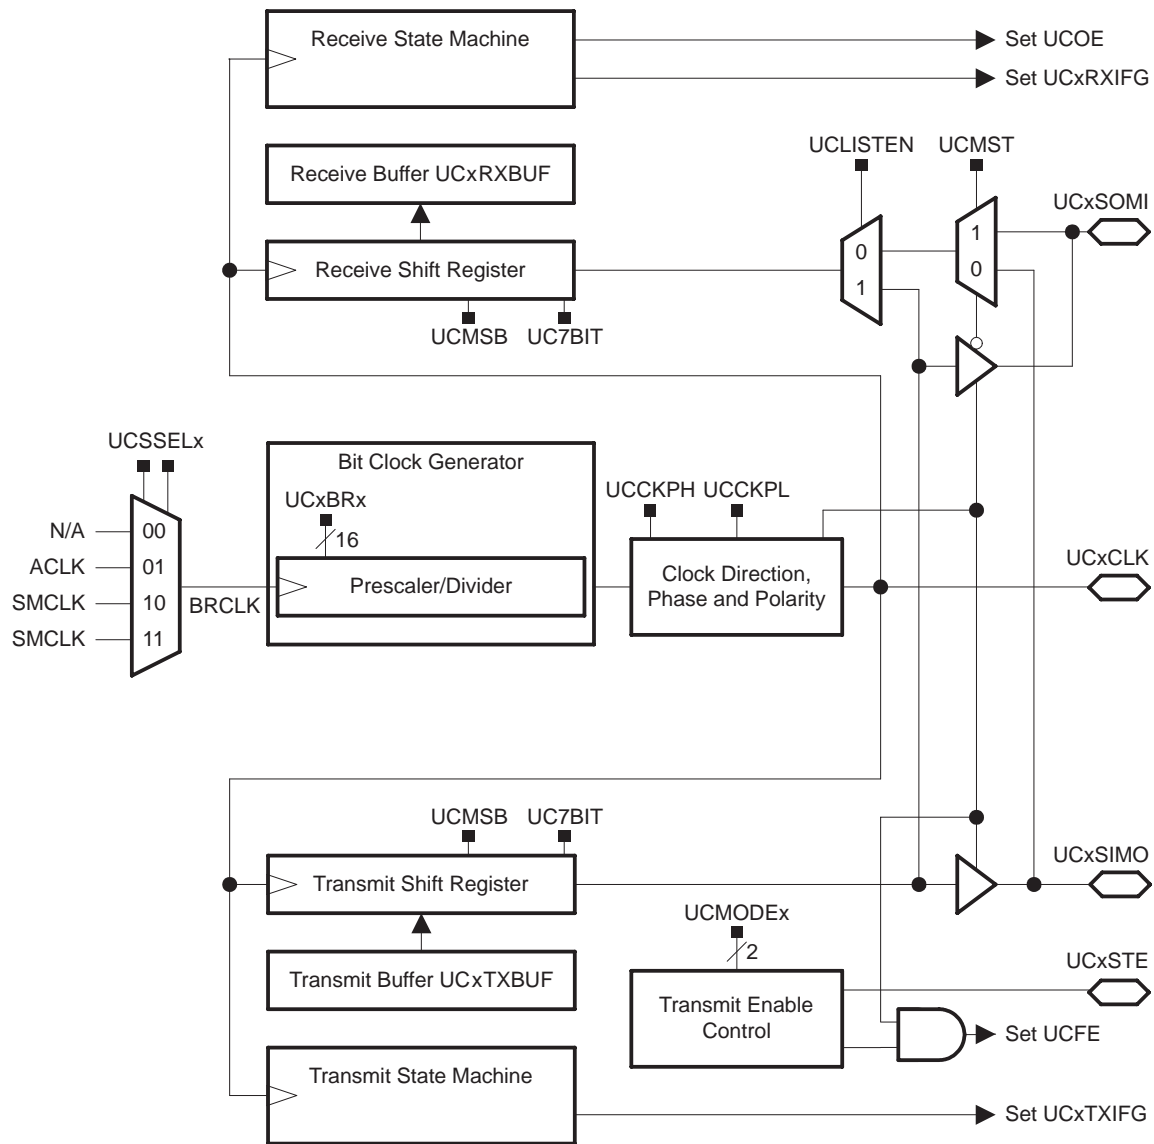 Receive State Machine
Set UCOE
Set UCxRXIFG
Receive Buffer UCxRXBUF
UCLISTEN
UCMST
UCxSOMI
Receive Shift Register
0
1
1
0
UCMSB
UC7BIT
UCSSELx
Bit Clock Generator
UCxBRx
16
UCCKPH
UCCKPL
N/A
00
ACLK
01
SMCLK
10
SMCLK
11
BRCLK
Prescaler/Divider
Clock Direction,
Phase and Polarity
UCxCLK
UCMSB
UC7BIT
Transmit Shift Register
UCxSIMO
Transmit Buffer UCxTXBUF
UCMODEx
2
Transmit Enable
Control
UCxSTE
Set UCFE
Transmit State Machine
Set UCxTXIFG